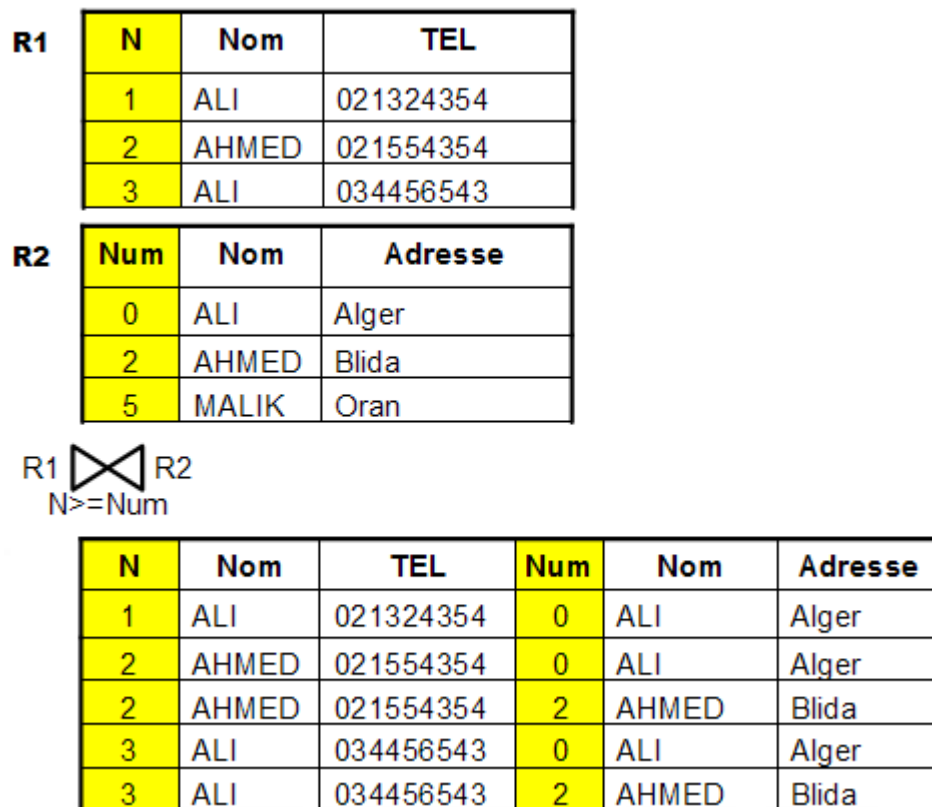 R1 N Nom TEL
1 ALI 021324354
2 AHMED 021554354
3 ALI 034456543
R2 Num Nom Adresse
0 ALI Alger
2 AHMED Blida
5 MALIK Oran
R1 R2
N>=Num
N Nom TEL Num Nom Adresse
1 ALI 021324354 0 ALI Alger
2 AHMED 021554354 0 ALI Alger
2 AHMED 021554354 2 AHMED Blida
3 ALI 034456543 0 ALI Alger
3 ALI 034456543 2 AHMED Blida